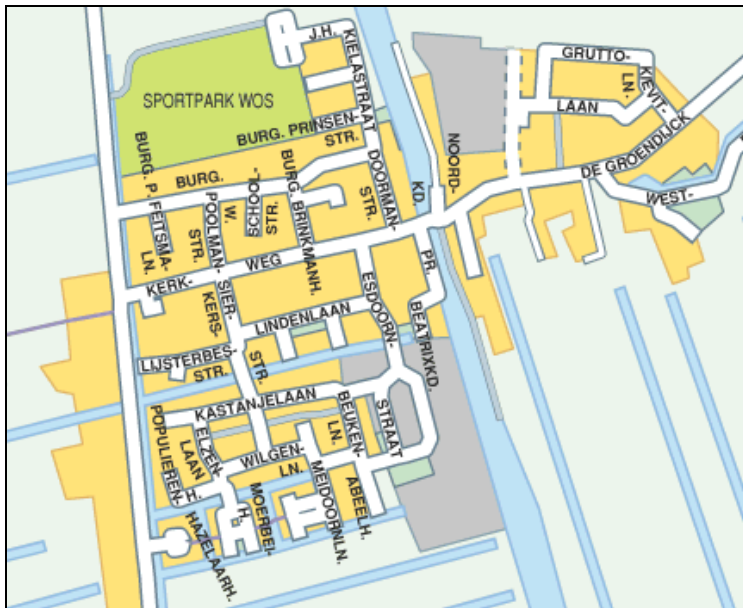 J.H.
KIELASTRAAT
GRUTTO-
KIEVIT-
LN.
LAAN
SPORTPARK WOS
BURG. PRINSEN-
STR.
NOORD-
KD.
DE GROENDIJCK
WEST-
BURG. P.
FEITSMA-
LN.
BURG.
SCHOOL-
STR.
BURG. BRINKMANH.
DOORMAN-
STR.
W.
POOLMAN-
STR.
KERK-
WEG
PR.
BEATRIXKD.
SIER-
KERS-
STR.
LINDENLAAN
ESDOORN-
STRAAT
LIJSTERBES-
STR.
KASTANJELAAN
BEUKEN-
LN.
POPULIEREN-
LAAN
ELZEN-
H.
WILGEN-
LN.
MEIDOORNLN.
ABEELH.
H.
MOERBEI-
H.
HAZELAARH.